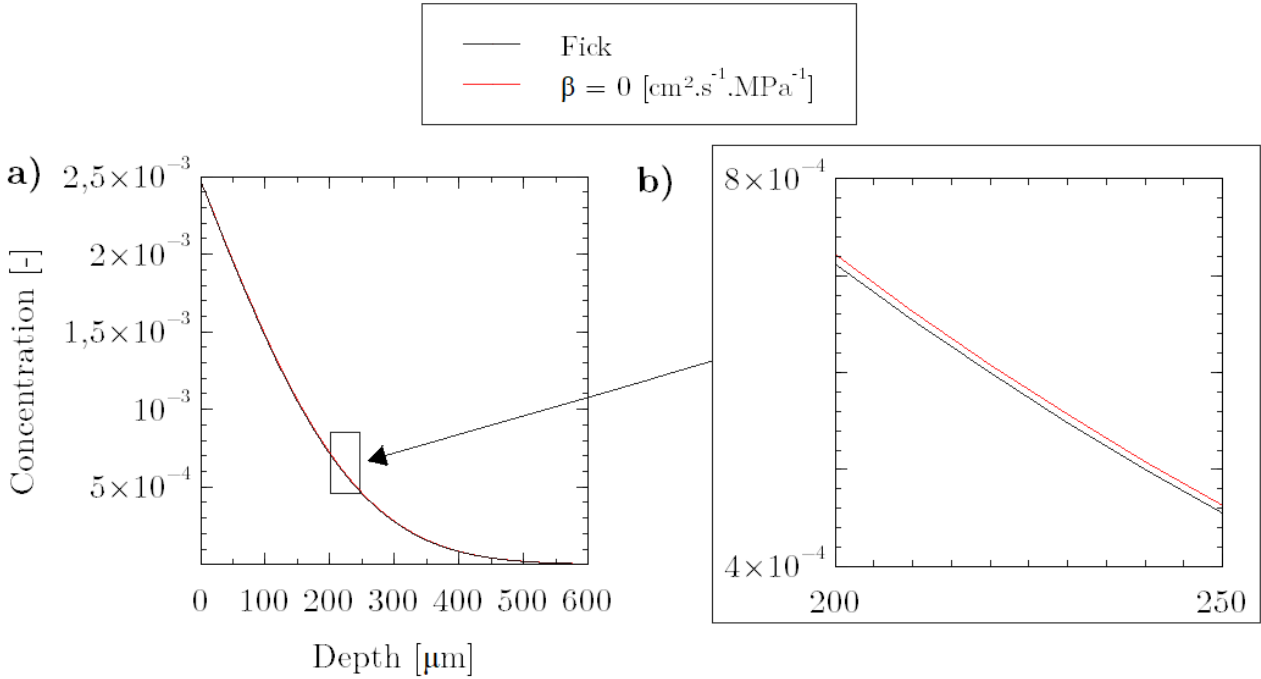 Fick
β = 0 [cm².s⁻¹.MPa⁻¹]
a)
2,5×10⁻³
2×10⁻³
1,5×10⁻³
10⁻³
5×10⁻⁴
Concentration [-]
0 100 200 300 400 500 600
Depth [µm]
b)
8×10⁻⁴
4×10⁻⁴
200 250